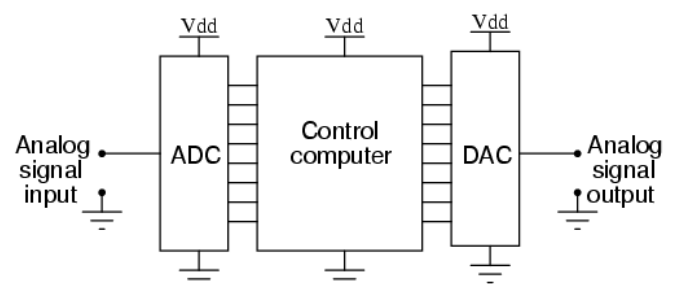 Vdd
Vdd
Vdd
Analog
signal
input
ADC
Control
computer
DAC
Analog
signal
output